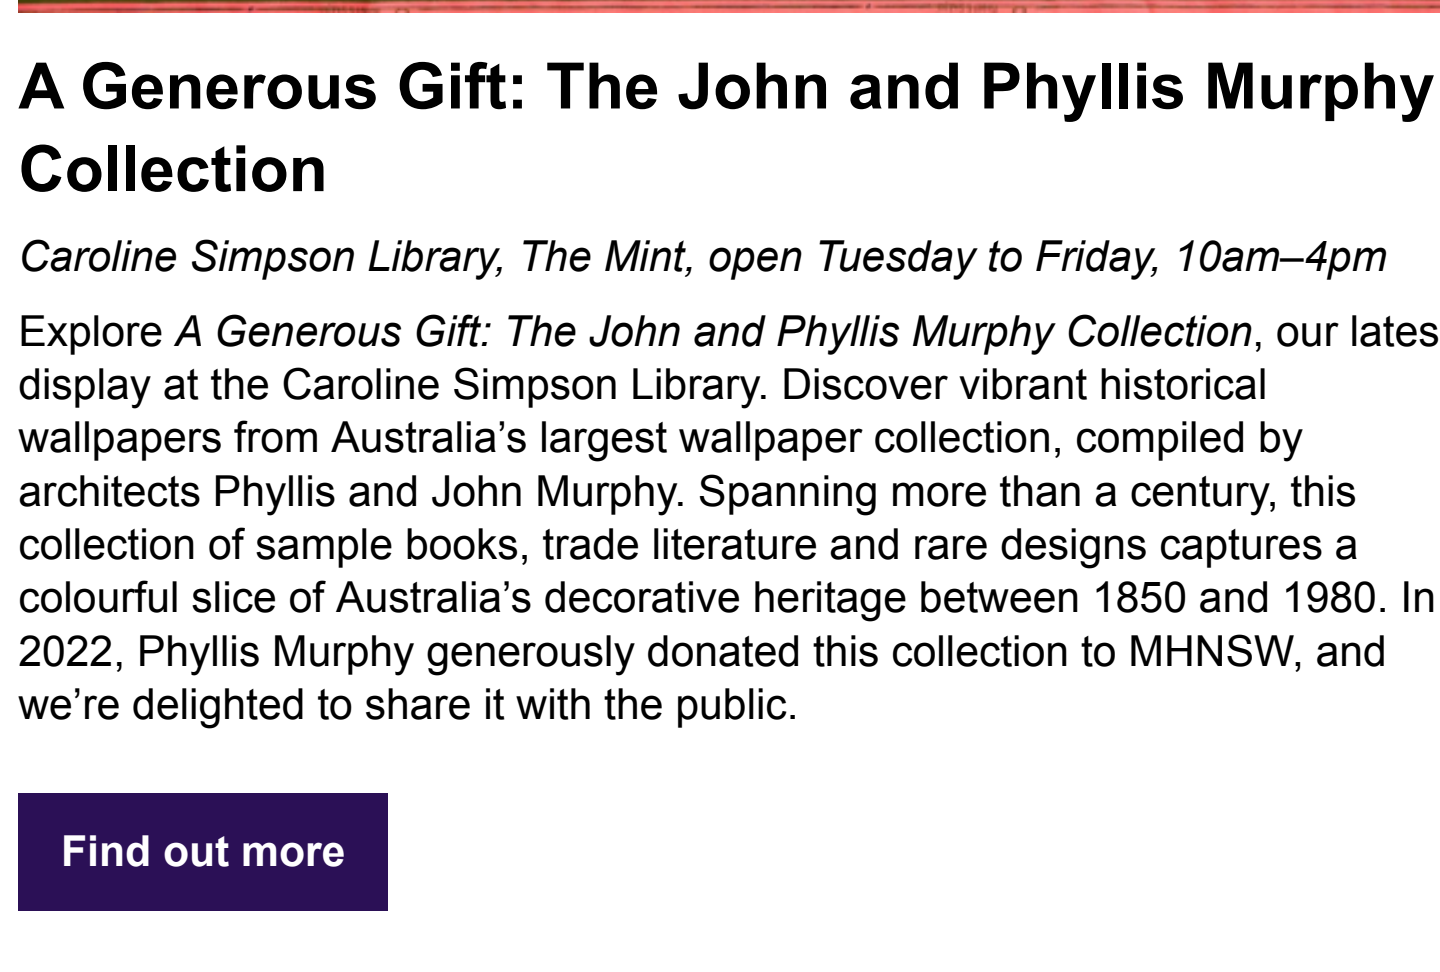 A Generous Gift: The John and Phyllis Murphy
Collection
Caroline Simpson Library, The Mint, open Tuesday to Friday, 10am–4pm
Explore A Generous Gift: The John and Phyllis Murphy Collection, our lates
display at the Caroline Simpson Library. Discover vibrant historical
wallpapers from Australia’s largest wallpaper collection, compiled by
architects Phyllis and John Murphy. Spanning more than a century, this
collection of sample books, trade literature and rare designs captures a
colourful slice of Australia’s decorative heritage between 1850 and 1980. In
2022, Phyllis Murphy generously donated this collection to MHNSW, and
we’re delighted to share it with the public.
Find out more